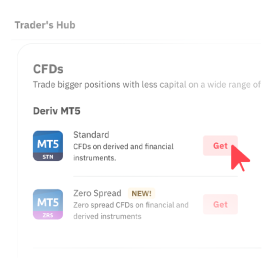 Trader's Hub
CFDs
Trade bigger positions with less capital on a wide range of
Deriv MT5
MT5
STN
Standard
CFDs on derived and financial
instruments.
Get
MT5
ZRS
Zero Spread NEW!
Zero spread CFDs on financial and
derived instruments
Get